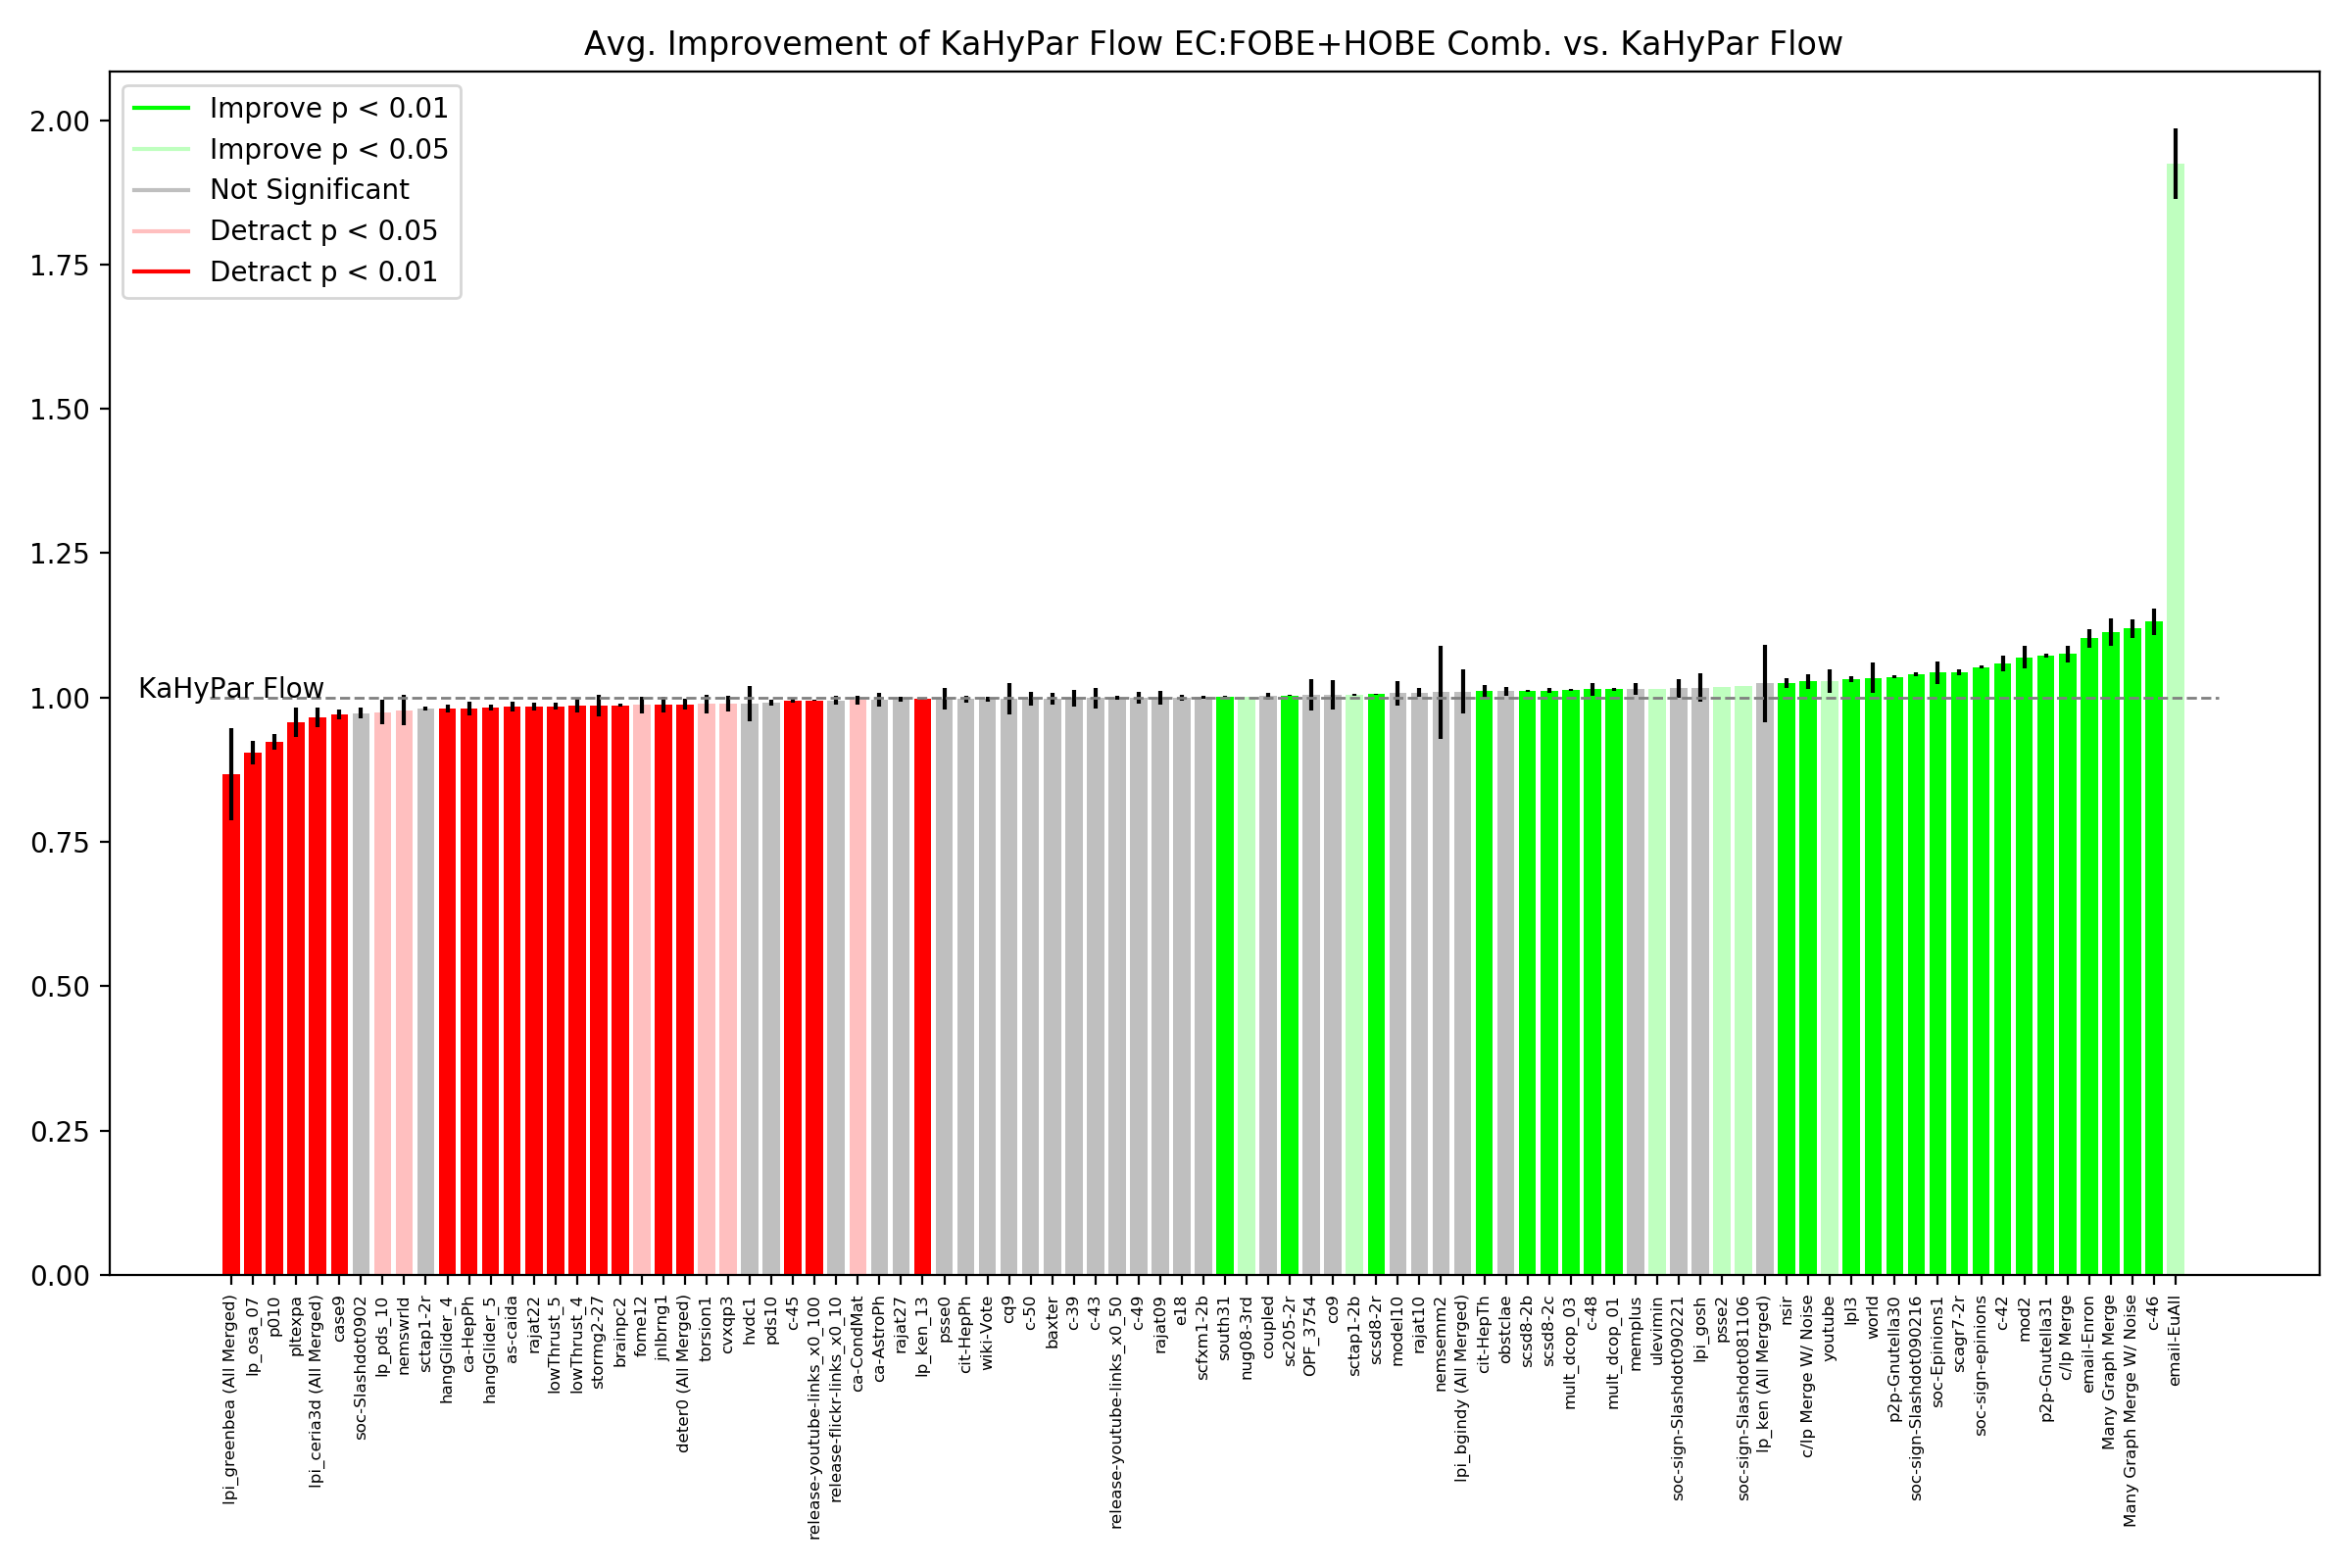 Avg. Improvement of KaHyPar Flow EC:FOBE+HOBE Comb. vs. KaHyPar Flow
Improve p < 0.01
Improve p < 0.05
Not Significant
Detract p < 0.05
Detract p < 0.01
2.00
1.75
1.50
1.25
1.00
0.75
0.50
0.25
0.00
KaHyPar Flow
lpi_greenbea (All Merged)
lp_osa_07
p010
pltexpa
lpi_ceria3d (All Merged)
case9
soc-Slashdot0902
lp_pds_10
nemswrld
sctap1-2r
hangGlider_4
ca-HepPh
hangGlider_5
as-caida
rajat22
lowThrust_5
lowThrust_4
stormg2-27
brainpc2
fome12
jnlbrng1
deter0 (All Merged)
torsion1
cvxqp3
hvdc1
pds10
c-45
release-youtube-links_x0_100
release-flickr-links_x0_10
ca-CondMat
ca-AstroPh
rajat27
lp_ken_13
psse0
cit-HepPh
wiki-Vote
cq9
c-50
baxter
c-39
c-43
release-youtube-links_x0_50
c-49
rajat09
e18
scfxm1-2b
south31
nug08-3rd
coupled
sc205-2r
OPF_3754
co9
sctap1-2b
scsd8-2r
model10
rajat10
nemsemm2
lpi_bgindy (All Merged)
cit-HepTh
obstclae
scsd8-2b
scsd8-2c
mult_dcop_03
c-48
mult_dcop_01
memplus
ulevimin
soc-sign-Slashdot090221
lpi_gosh
psse2
soc-sign-Slashdot081106
lp_ken (All Merged)
nsir
c/lp Merge W/ Noise
youtube
lpl3
world
p2p-Gnutella30
soc-sign-Slashdot090216
soc-Epinions1
scagr7-2r
soc-sign-epinions
c-42
mod2
p2p-Gnutella31
c/lp Merge
email-Enron
Many Graph Merge
Many Graph Merge W/ Noise
c-46
email-EuAll